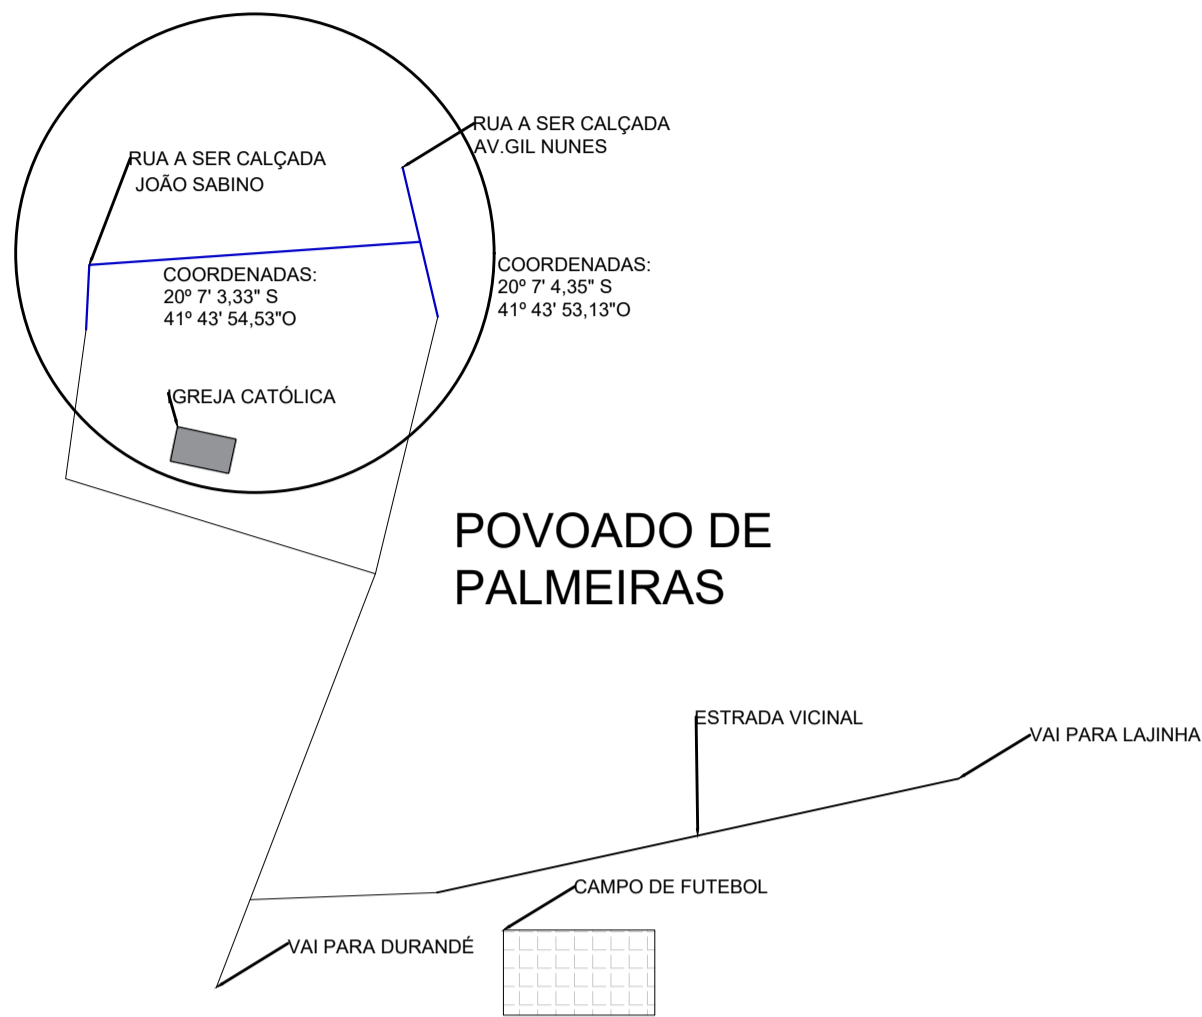 RUA A SER CALÇADA
AV.GIL NUNES
RUA A SER CALÇADA
JOÃO SABINO
COORDENADAS:
20º 7' 3,33" S
41º 43' 54,53"O
COORDENADAS:
20º 7' 4,35" S
41º 43' 53,13"O
IGREJA CATÓLICA
POVOADO DE
PALMEIRAS
ESTRADA VICINAL
VAI PARA LAJINHA
CAMPO DE FUTEBOL
VAI PARA DURANDÉ